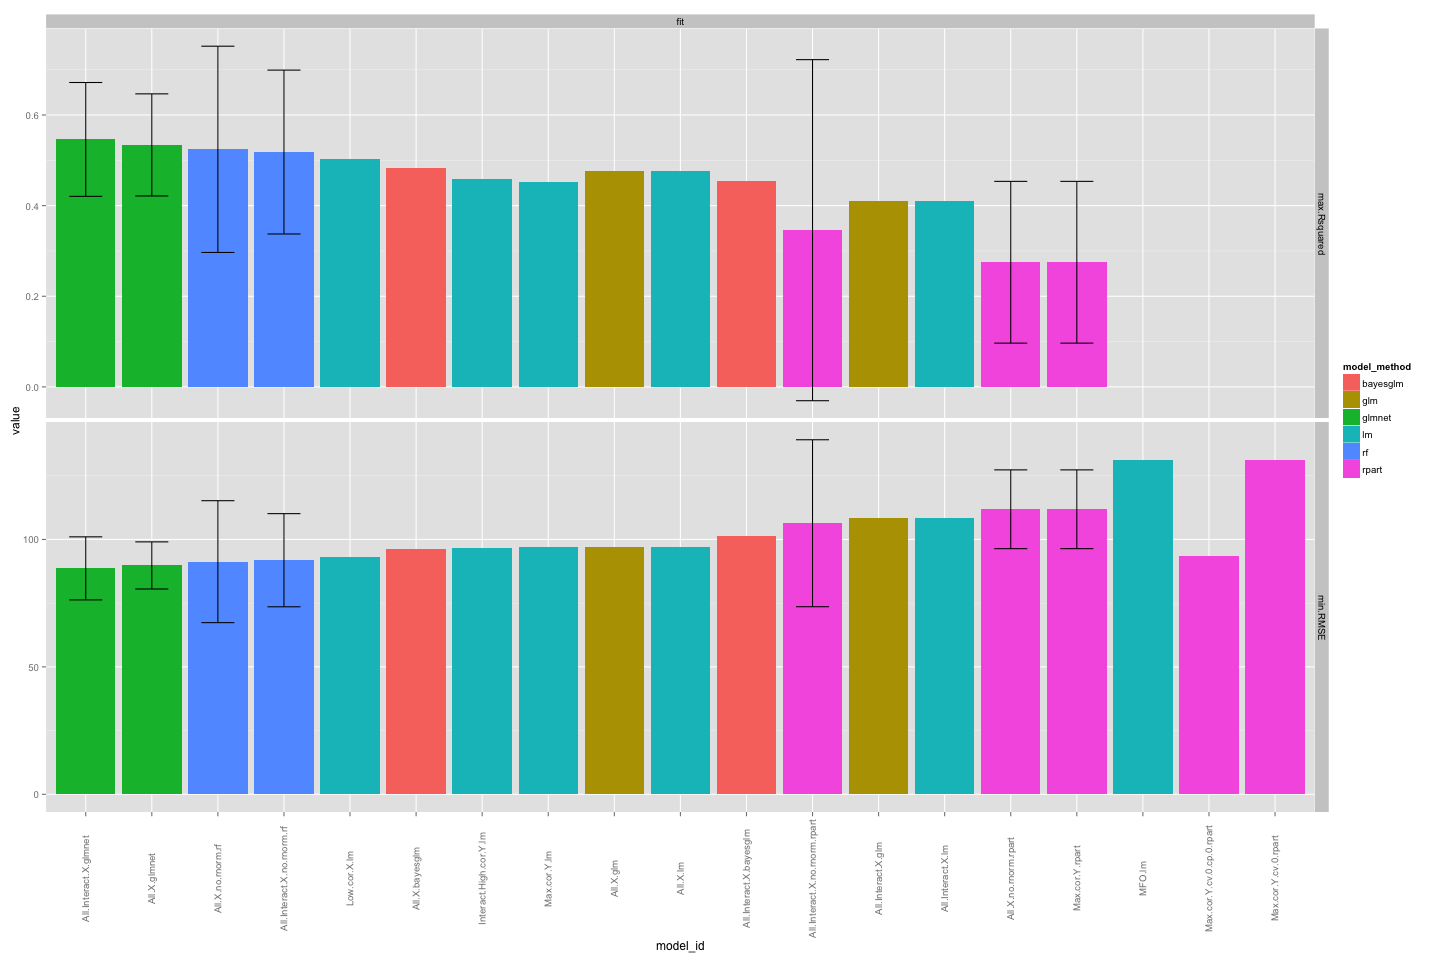 fit
0.6
0.4
0.2
0.0
max.Rsquared
value
100
50
0
min.RMSE
All.Interact.X.glmnet
All.X.glmnet
All.X.no.rnorm.rf
All.Interact.X.no.rnorm.rf
Low.cor.X.lm
All.X.bayesglm
Interact.High.cor.Y.lm
Max.cor.Y.lm
All.X.glm
All.X.lm
All.Interact.X.bayesglm
All.Interact.X.no.rnorm.rpart
All.Interact.X.glm
All.Interact.X.lm
All.X.no.rnorm.rpart
Max.cor.Y.rpart
MFO.lm
Max.cor.Y.cv.0.cp.0.rpart
Max.cor.Y.cv.0.rpart
model_id
model_method
bayesglm
glm
glmnet
lm
rf
rpart